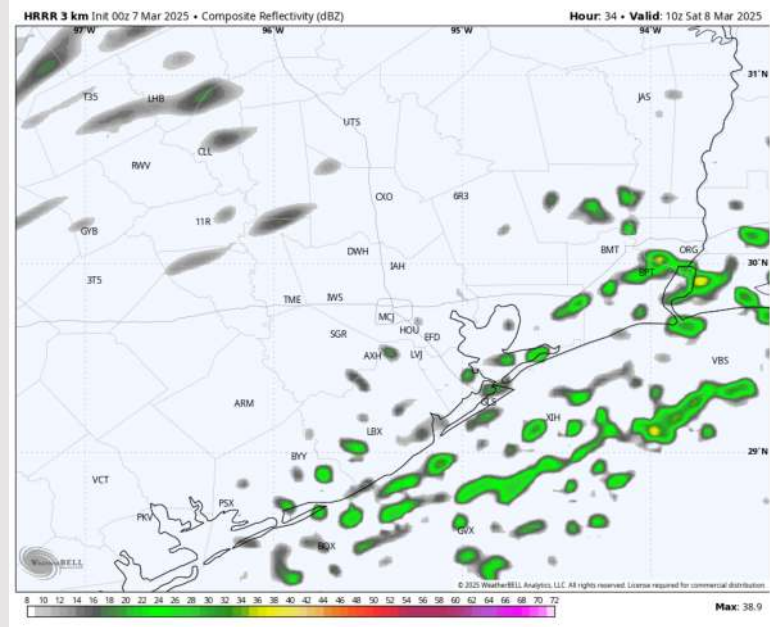 HRRR 3 km Init 00z 7 Mar 2025 • Composite Reflectivity (dBZ) Hour: 34 • Valid: 10z Sat 8 Mar 2025
97°W 96°W 95°W 94°W
31°N
T35 LHB JAS
UTS
CLL
RWV
CXO 6R3
11R
GYB
BMT ORG
DWH
30°N
IAH
BPT
3T5
TME IWS
MCJ
HOU
SGR EFD
AXH LVJ
VBS
ARM GLS
XIH
LBX
29°N
BYY
VCT
PSX
PKV
GVX
BQX
WeatherBELL
© 2025 WeatherBELL Analytics, LLC. All rights reserved. License required for commercial distribution.
8 10 12 14 16 18 20 22 24 26 28 30 32 34 36 38 40 42 44 46 48 50 52 54 56 58 60 62 64 66 68 70 72
Max: 38.9